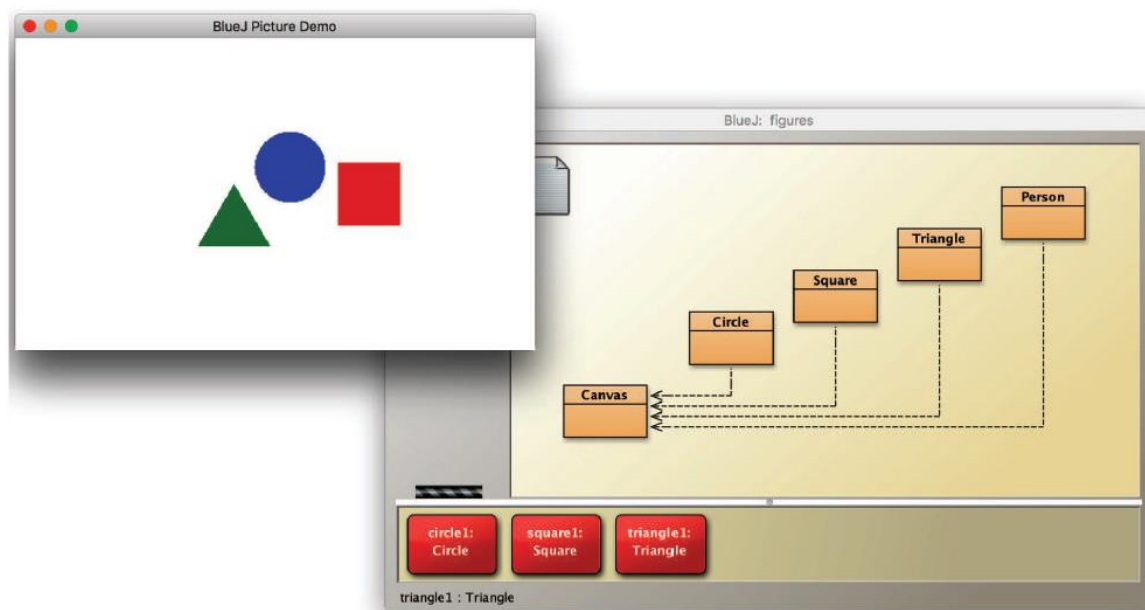 BlueJ Picture Demo
BlueJ: figures
Person
Triangle
Square
Circle
Canvas
circle1:
Circle
square1:
Square
triangle1:
Triangle
triangle1 : Triangle